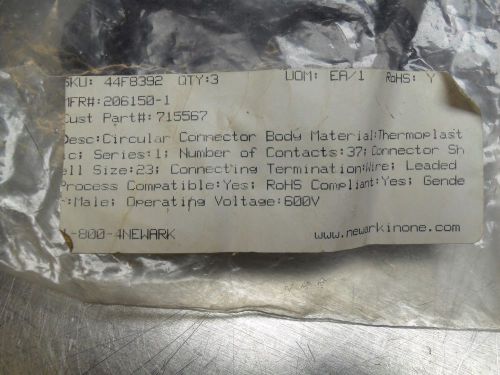 SKU: 44F8392 QTY:3 UOM: EA/1 RoHS: Y
MFR#:206150-1
Cust Part#:715567
Desc:Circular Connector Body Material:Thermoplast
ic; Series:1; Number of Contacts:37; Connector Sh
ell Size:23; Connecting Termination:Wire; Leaded
Process Compatible:Yes; RoHS Compliant:Yes; Gende
r:Male; Operating Voltage:600V
1-800-4NEWARK www.newarkinone.com